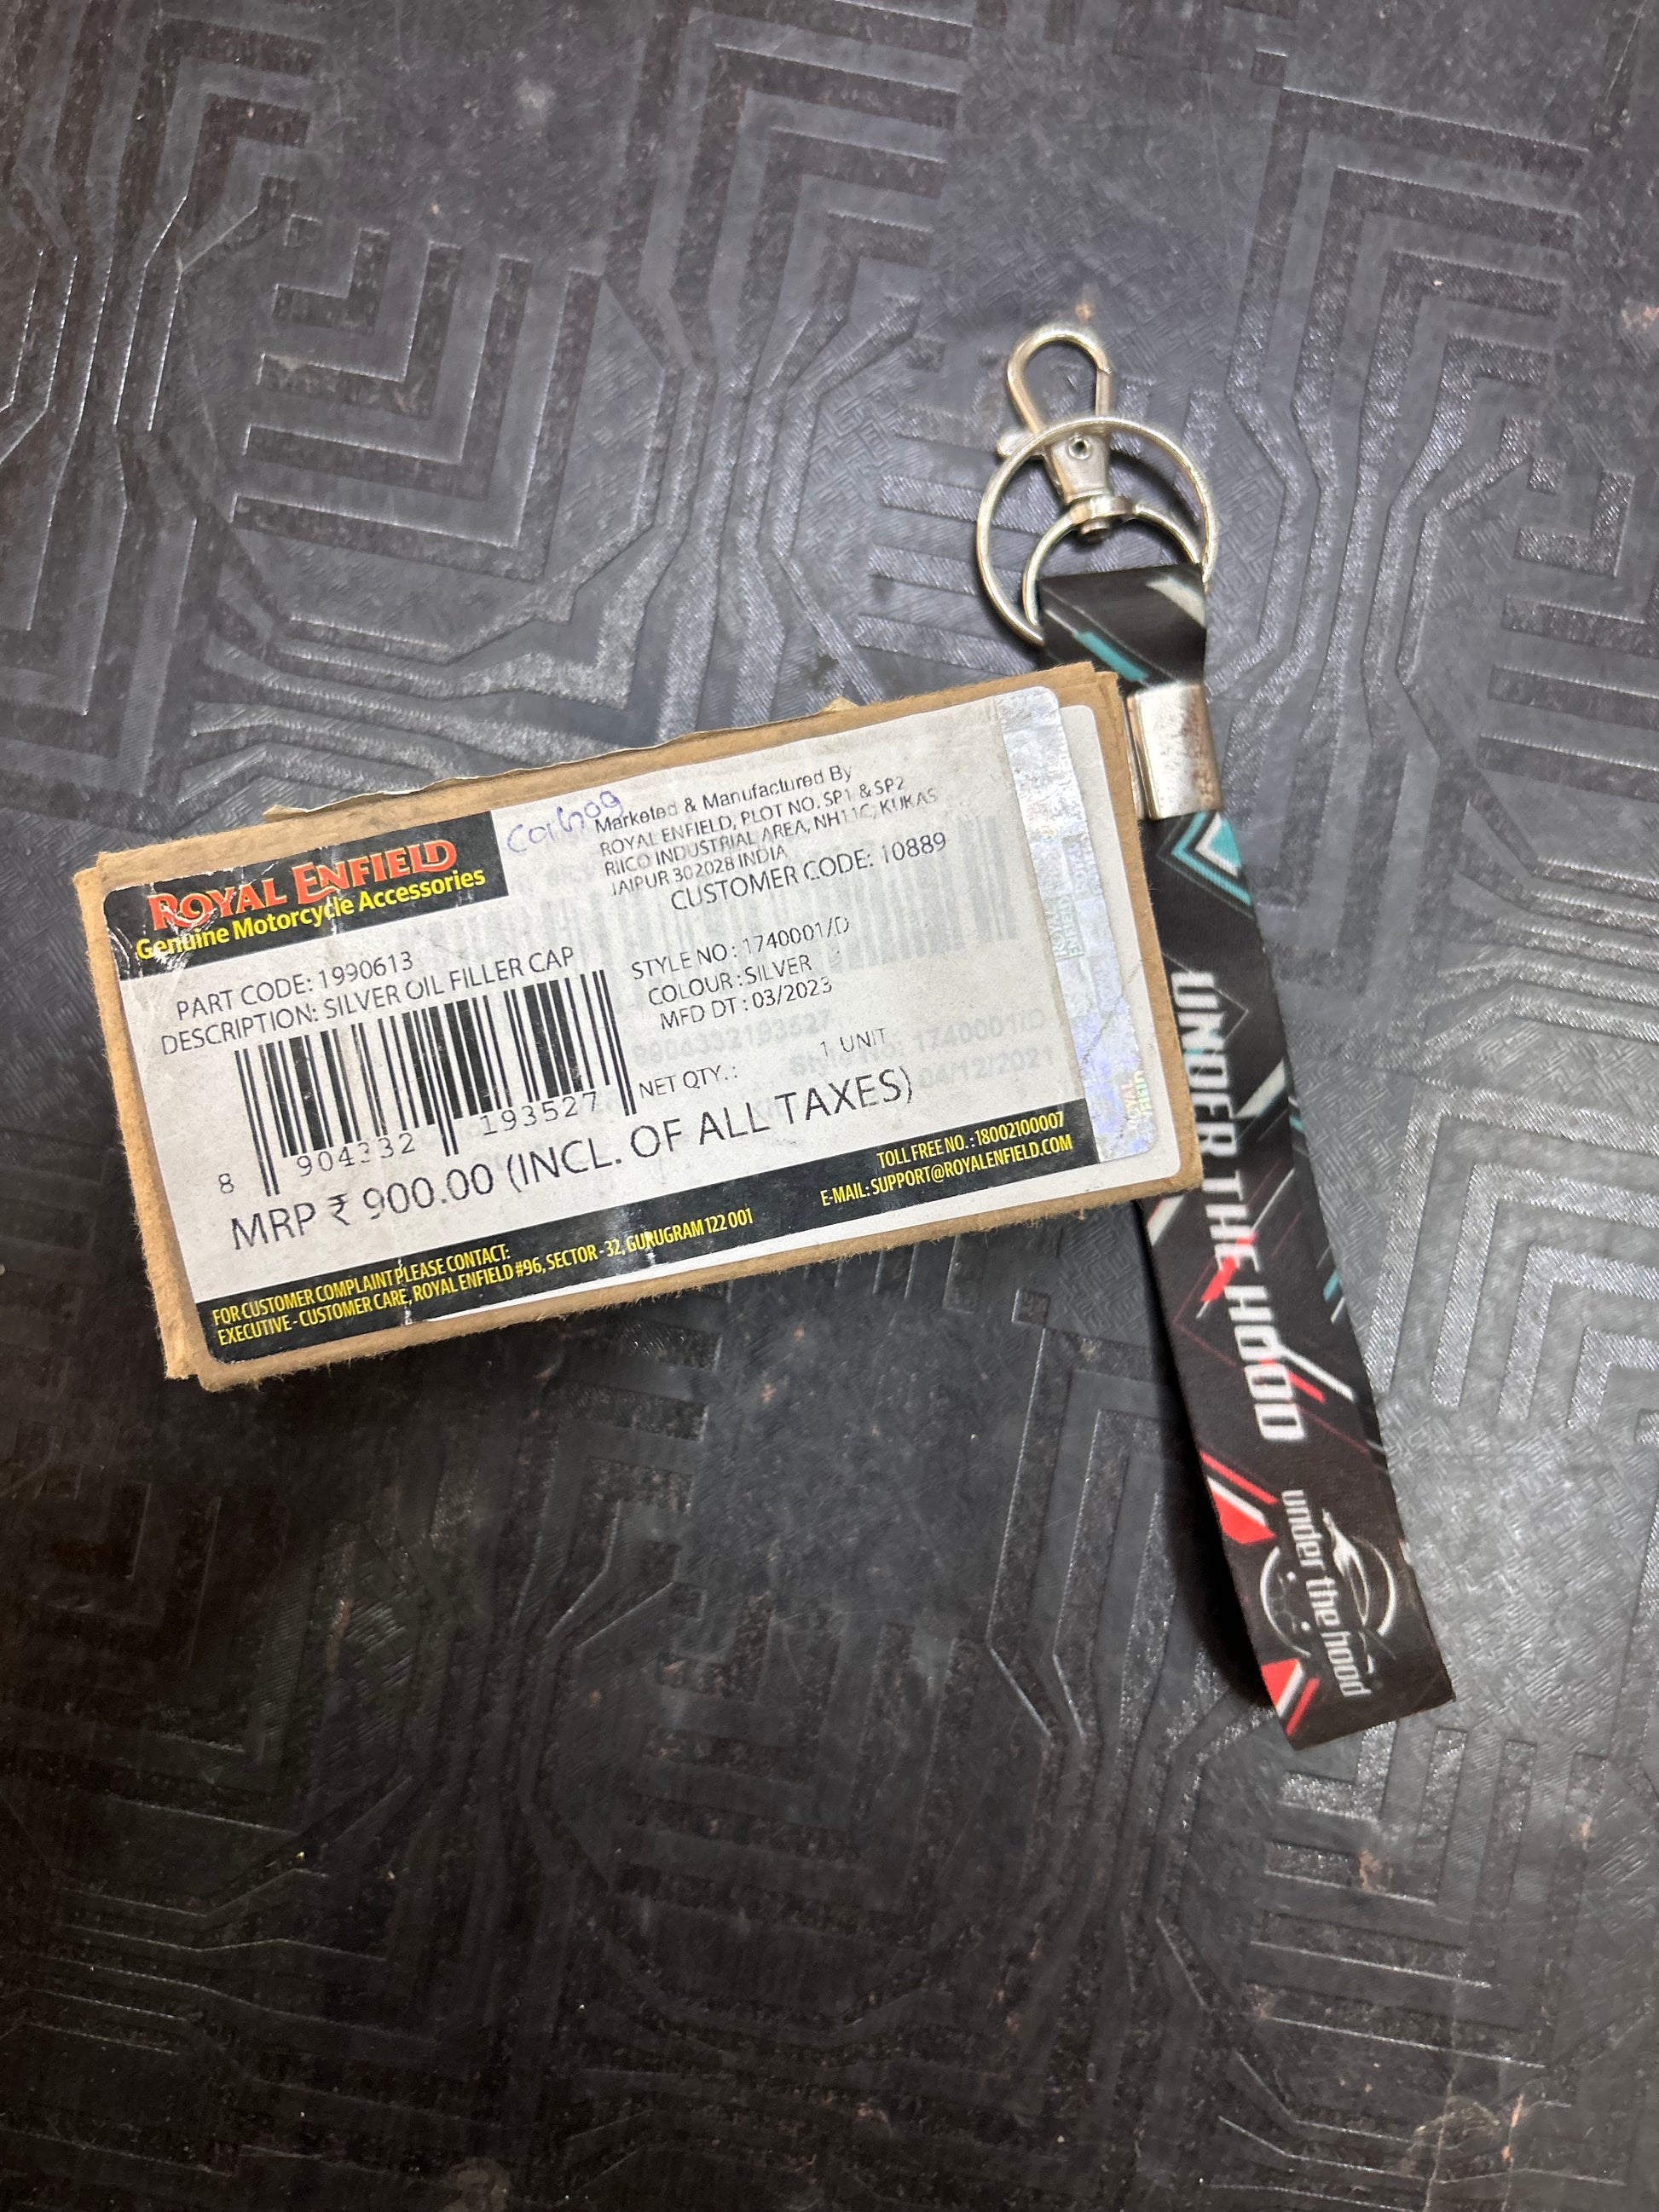 ROYAL ENFIELD
Genuine Motorcycle Accessories
Marketed & Manufactured By
ROYAL ENFIELD, PLOT NO. SP1 & SP2
RIICO INDUSTRIAL AREA, NH11C, KUKAS
JAIPUR 302028 INDIA
CUSTOMER CODE: 10889
PART CODE: 1990613
DESCRIPTION: SILVER OIL FILLER CAP
STYLE NO : 1740001/D
COLOUR : SILVER
MFD DT : 03/2023
8 904332 193527
NET QTY. : 1 UNIT
MRP ₹ 900.00 (INCL. OF ALL TAXES)
FOR CUSTOMER COMPLAINT PLEASE CONTACT:
EXECUTIVE - CUSTOMER CARE, ROYAL ENFIELD #96, SECTOR - 32, GURUGRAM 122 001
TOLL FREE NO. : 18002100007
E-MAIL: SUPPORT@ROYALENFIELD.COM
ROYAL
ENFIELD
UNDER THE HOOD
under the hood